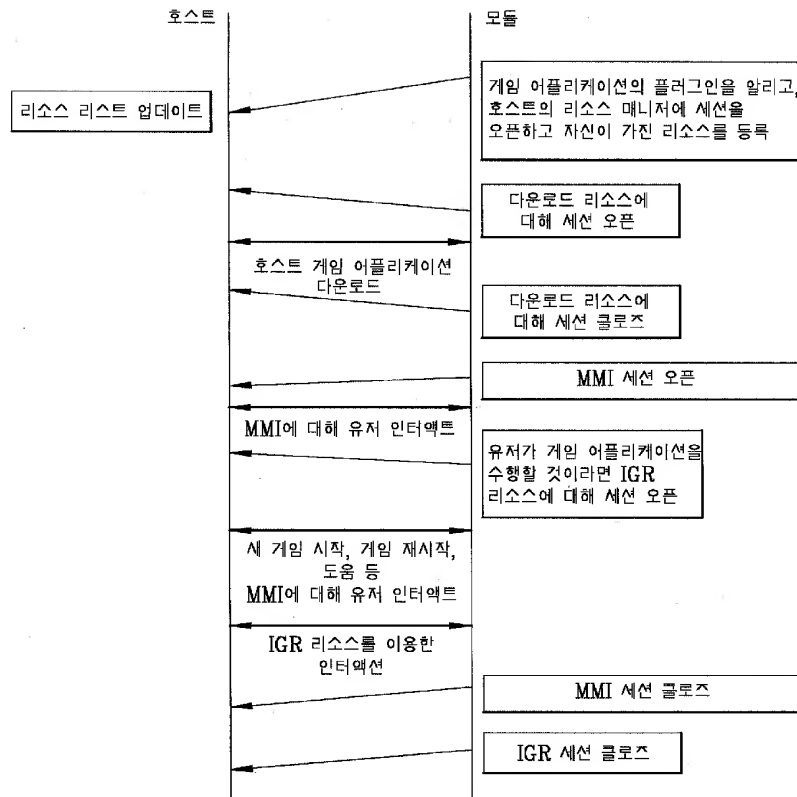 호스트
모듈
게임 어플리케이션의 플러그인을 알리고,
호스트의 리소스 매니저에 세션을
오픈하고 자신이 가진 리소스를 등록
리소스 리스트 업데이트
다운로드 리소스에
대해 세션 오픈
호스트 게임 어플리케이션
다운로드
다운로드 리소스에
대해 세션 클로즈
MMI 세션 오픈
MMI에 대해 유저 인터액트
유저가 게임 어플리케이션을
수행할 것이라면 IGR
리소스에 대해 세션 오픈
새 게임 시작, 게임 재시작,
도움 등
MMI에 대해 유저 인터액트
IGR 리소스를 이용한
인터액션
MMI 세션 클로즈
IGR 세션 클로즈